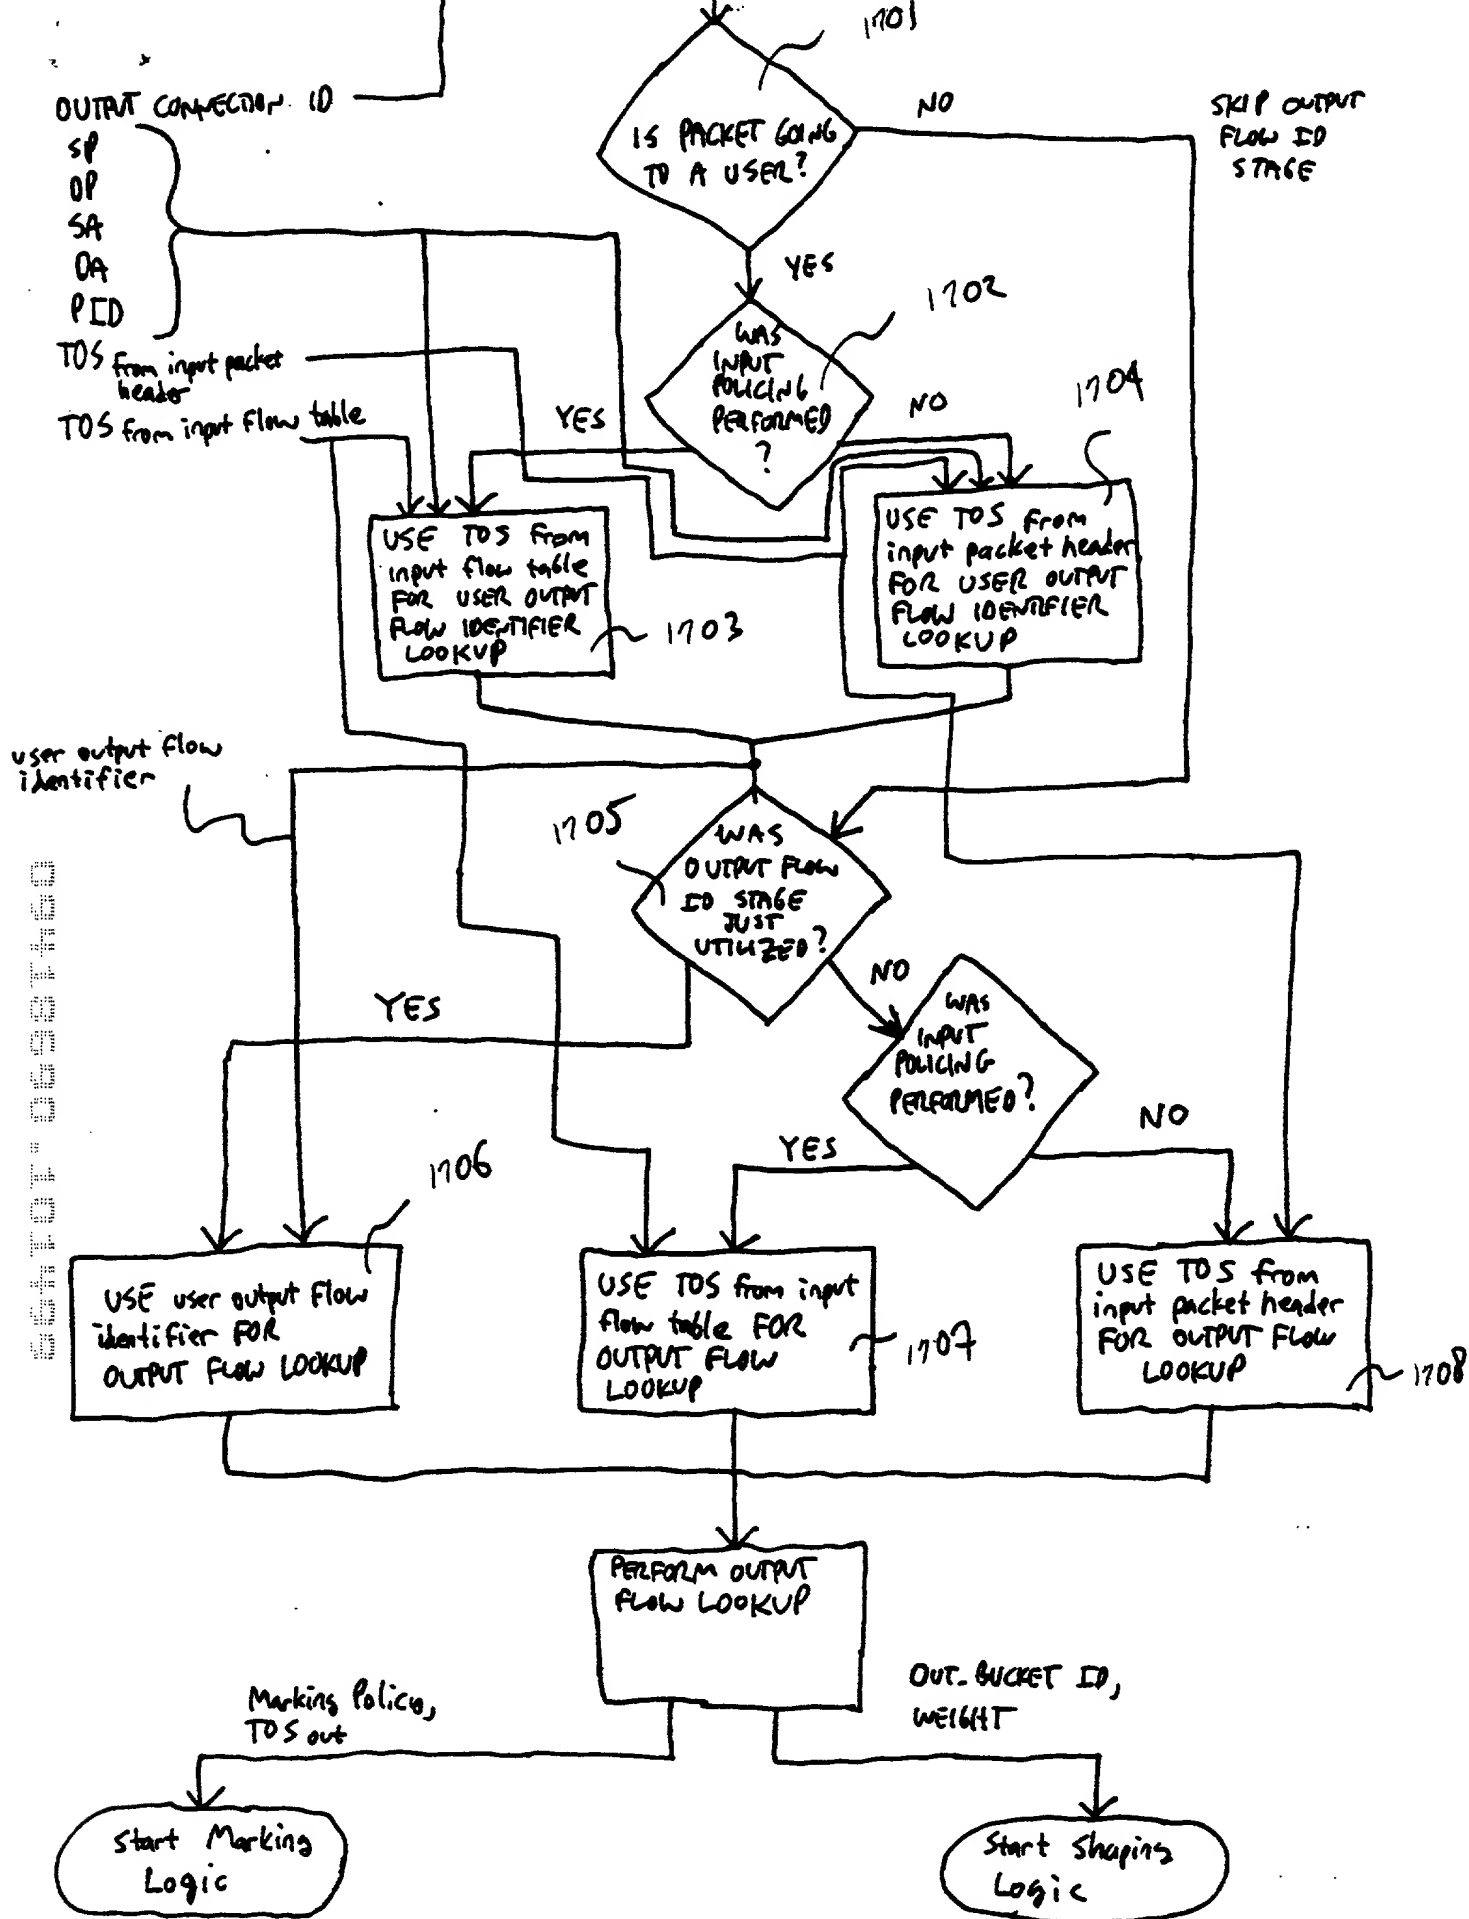 1701
OUTPUT CONNECTION ID
SP
DP
SA
DA
PID
TOS from input packet
header
TOS from input flow table
IS PACKET GOING
TO A USER?
NO
SKIP OUTPUT
FLOW ID
STAGE
YES
1702
WAS
INPUT
POLICING
PERFORMED
?
YES
NO
1704
USE TOS from
input flow table
FOR USER OUTPUT
FLOW IDENTIFIER
LOOKUP
1703
USE TOS from
input packet header
FOR USER OUTPUT
FLOW IDENTIFIER
LOOKUP
user output flow
identifier
1705
WAS
OUTPUT FLOW
ID STAGE
JUST
UTILIZED?
YES
NO
WAS
INPUT
POLICING
PERFORMED?
YES
NO
1706
USE user output flow
identifier FOR
OUTPUT FLOW LOOKUP
USE TOS from input
flow table FOR
OUTPUT FLOW
LOOKUP
1707
USE TOS from
input packet header
FOR OUTPUT FLOW
LOOKUP
1708
PERFORM OUTPUT
FLOW LOOKUP
Marking Policy,
TOS out
OUT_BUCKET ID,
WEIGHT
Start Marking
Logic
Start Shaping
Logic